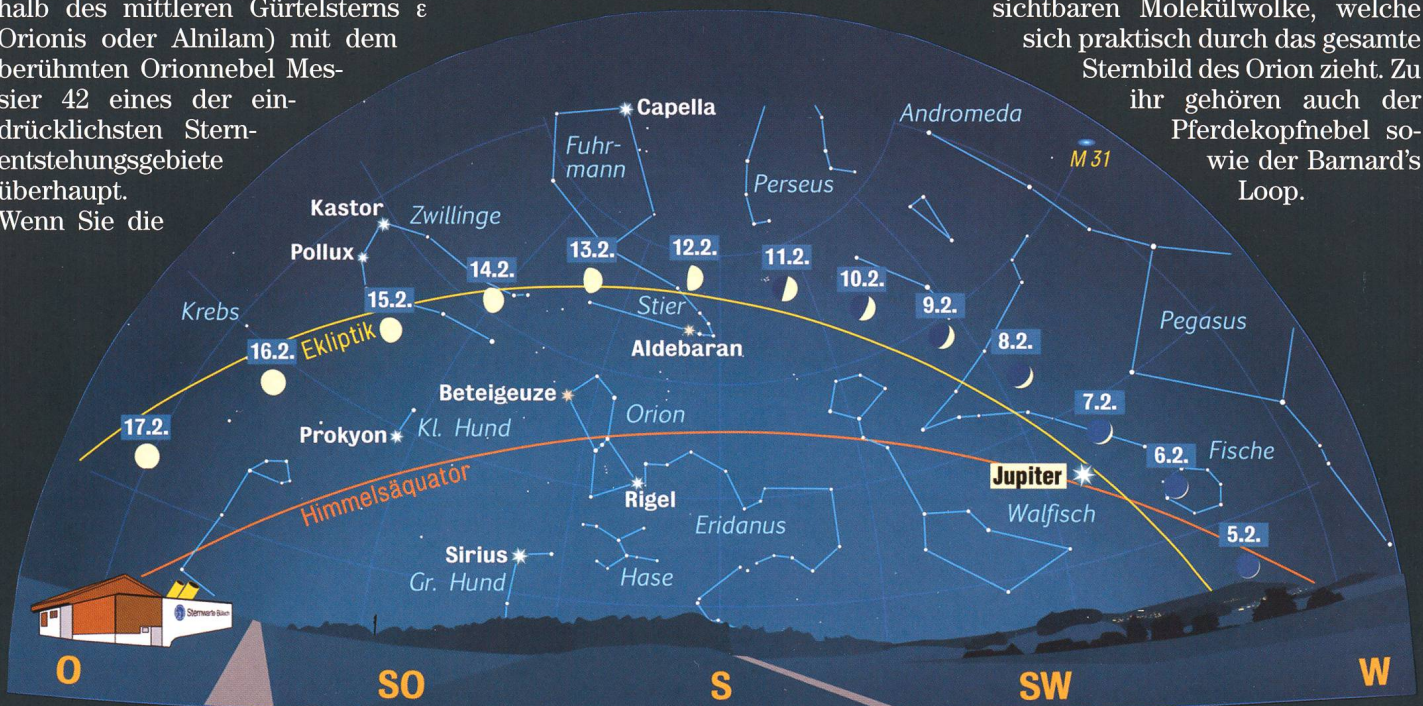 halb des mittleren Gürtelsterns ε
Orionis oder Alnilam) mit dem
berühmten Orionnebel Mes-
sier 42 eines der ein-
drücklichsten Stern-
entstehungsgebiete
überhaupt.
Wenn Sie die
sichtbaren Molekülwolke, welche
sich praktisch durch das gesamte
Sternbild des Orion zieht. Zu
ihr gehören auch der
Pferdekopfnebel so-
wie der Barnard's
Loop.
Capella
Fuhr-
mann
Perseus
Andromeda
M 31
Kastor
Zwillinge
Pollux
13.2.
12.2.
11.2.
14.2.
10.2.
15.2.
9.2.
Krebs
Stier
Pegasus
Ekliptik
16.2.
Aldebaran
8.2.
Beteigeuze
7.2.
Orion
17.2.
Prokyon
Kl. Hund
6.2.
Fische
Jupiter
Himmelsäquator
Rigel
Walfisch
Eridanus
5.2.
Sirius
Gr. Hund
Hase
Sternwarte Bülach
O
SO
S
SW
W